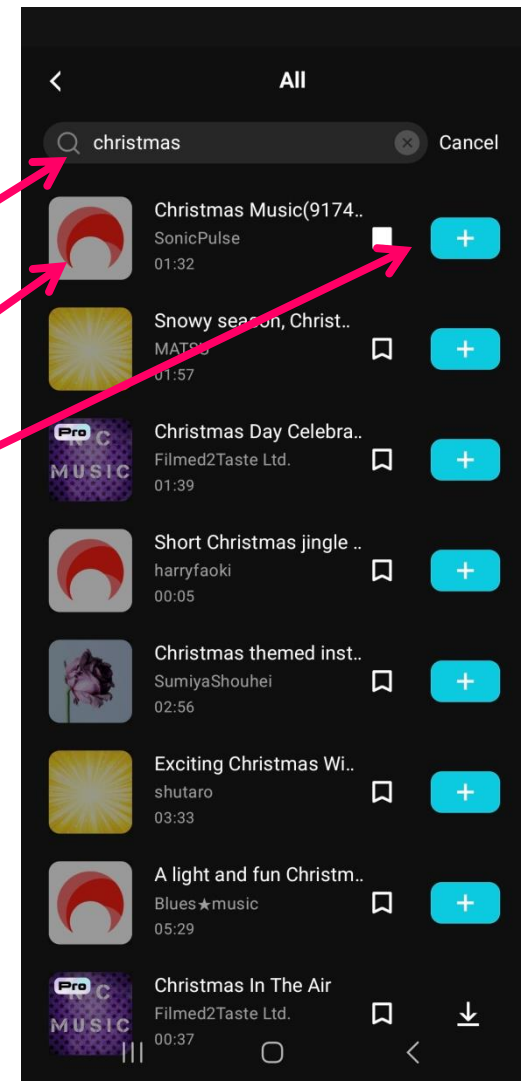 All
christmas
Cancel
Christmas Music(9174..
SonicPulse
01:32
Snowy season, Christ..
MATSU
01:57
Pro
MUSIC
Christmas Day Celebra..
Filmed2Taste Ltd.
01:39
Short Christmas jingle ..
harryfaoki
00:05
Christmas themed inst..
SumiyaShouhei
02:56
Exciting Christmas Wi..
shutaro
03:33
A light and fun Christm..
Blues★music
05:29
Pro
MUSIC
Christmas In The Air
Filmed2Taste Ltd.
00:37